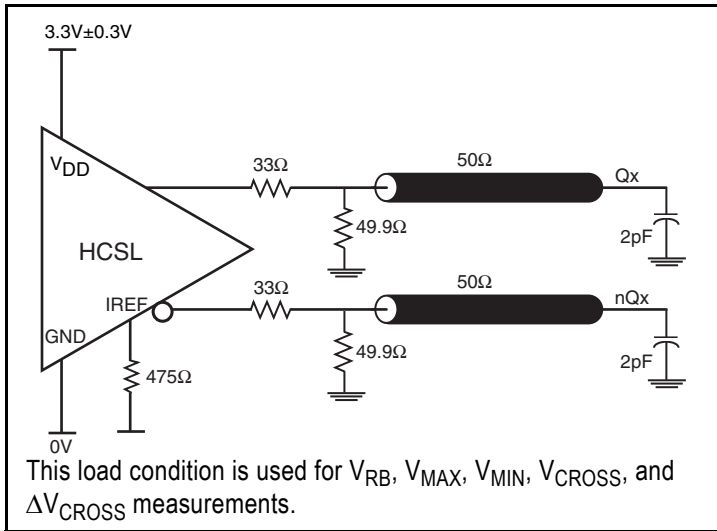 3.3V±0.3V
VDD
33Ω
50Ω
Qx
49.9Ω
2pF
HCSL
33Ω
50Ω
nQx
IREF
GND
49.9Ω
2pF
475Ω
0V
This load condition is used for VRB, VMAX, VMIN, VCROSS, and
ΔVCROSS measurements.